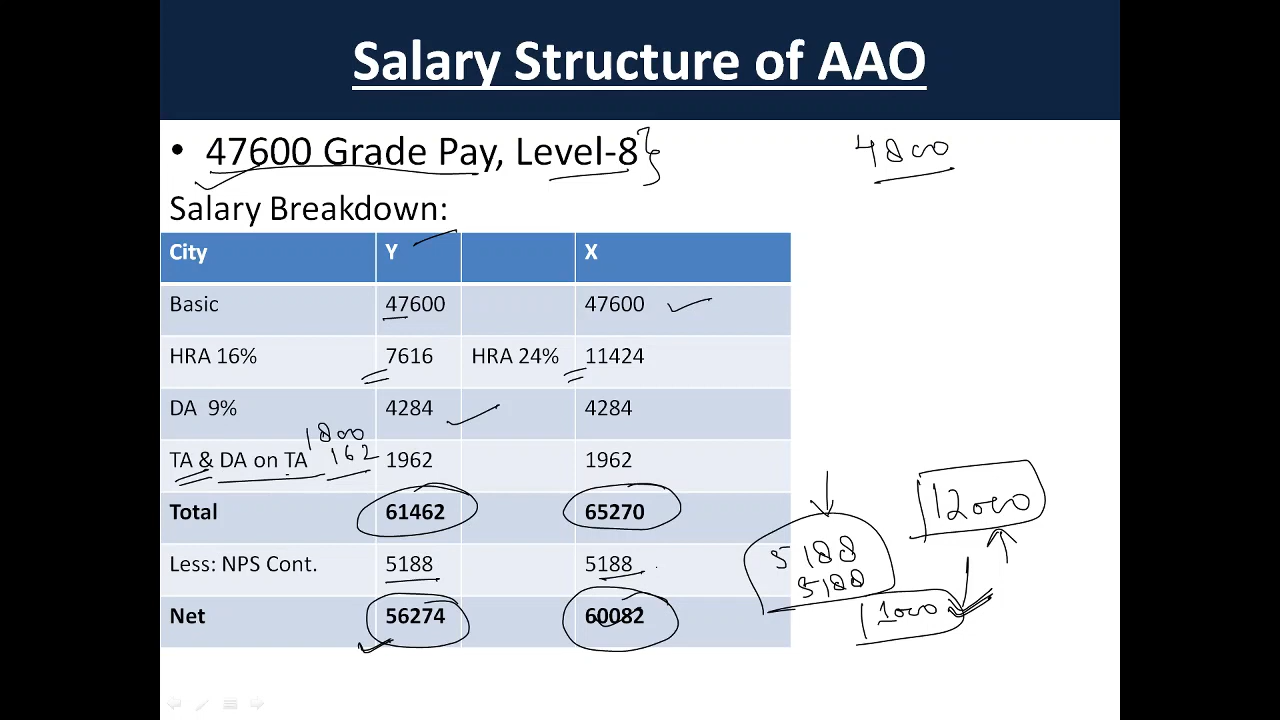 Salary Structure of AAO
• 47600 Grade Pay, Level-8
4800
Salary Breakdown:
City Y X
Basic 47600 47600
HRA 16% 7616 HRA 24% 11424
DA 9% 4284 4284
1800
TA & DA on TA 162 1962 1962
Total 61462 65270
12000
Less: NPS Cont. 5188 5188
5188
5188
Net 56274 60082
1000